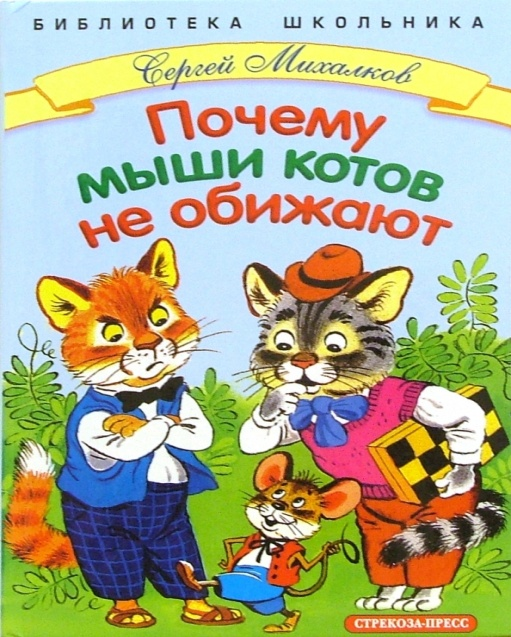 БИБЛИОТЕКА ШКОЛЬНИКА
Сергей Михалков
Почему
мыши котов
не обижают
СТРЕКОЗА-ПРЕСС